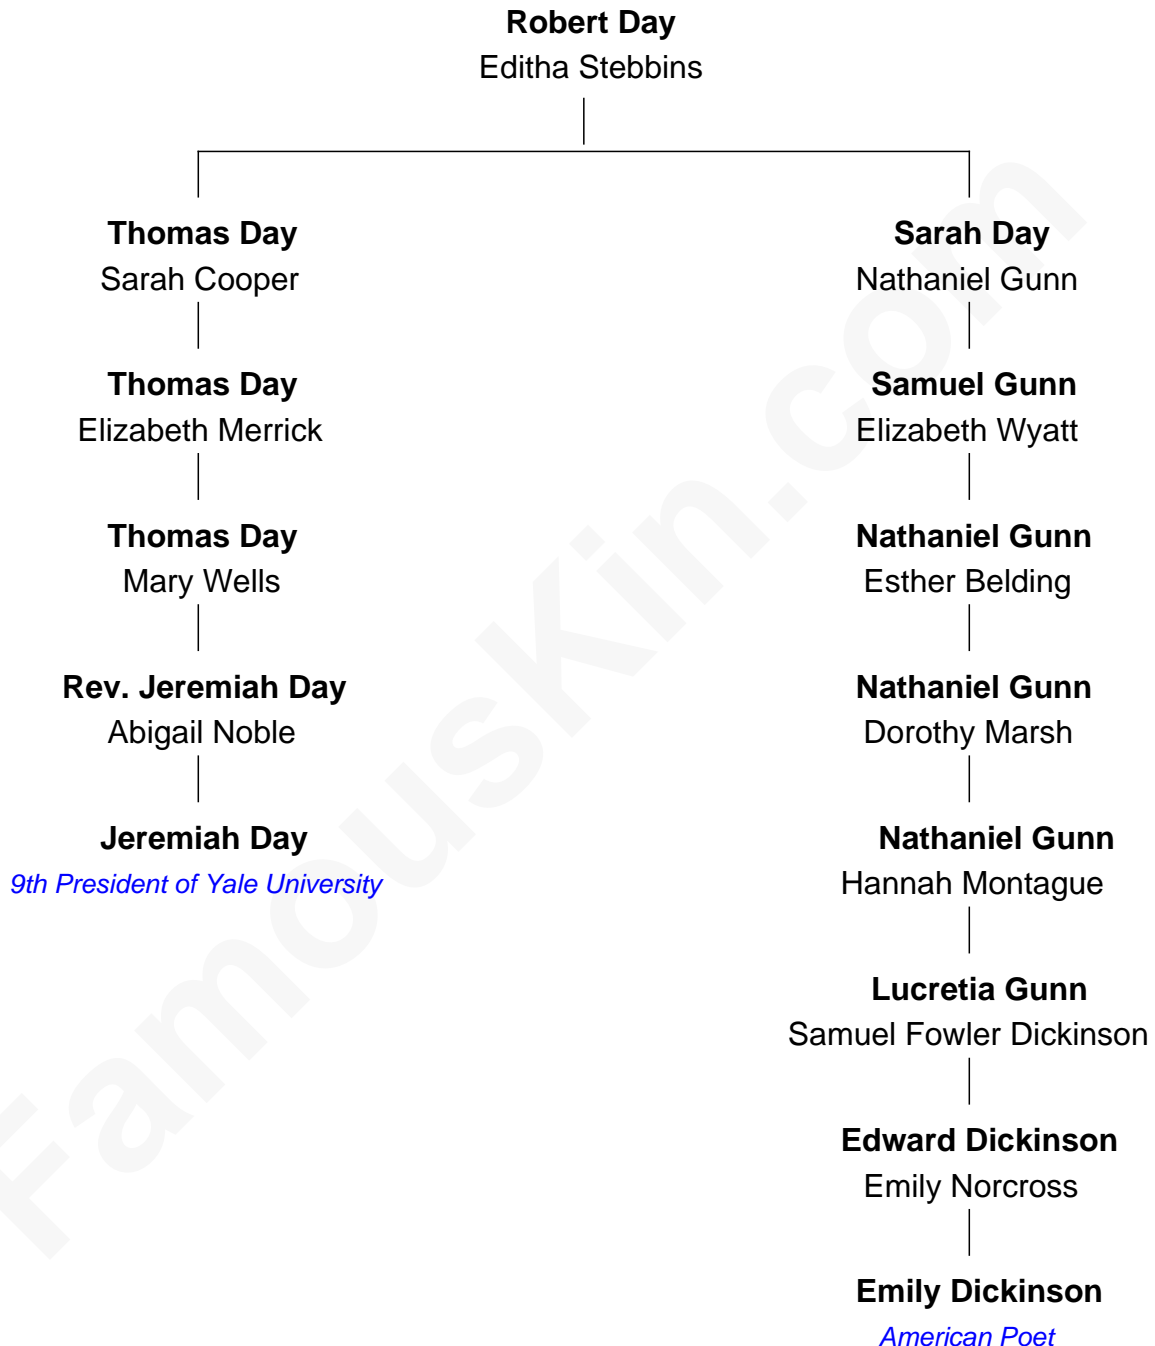 Robert Day
Editha Stebbins
Thomas Day
Sarah Cooper
Thomas Day
Elizabeth Merrick
Thomas Day
Mary Wells
Rev. Jeremiah Day
Abigail Noble
Jeremiah Day
9th President of Yale University
Sarah Day
Nathaniel Gunn
Samuel Gunn
Elizabeth Wyatt
Nathaniel Gunn
Esther Belding
Nathaniel Gunn
Dorothy Marsh
Nathaniel Gunn
Hannah Montague
Lucretia Gunn
Samuel Fowler Dickinson
Edward Dickinson
Emily Norcross
Emily Dickinson
American Poet
FamousKin.com